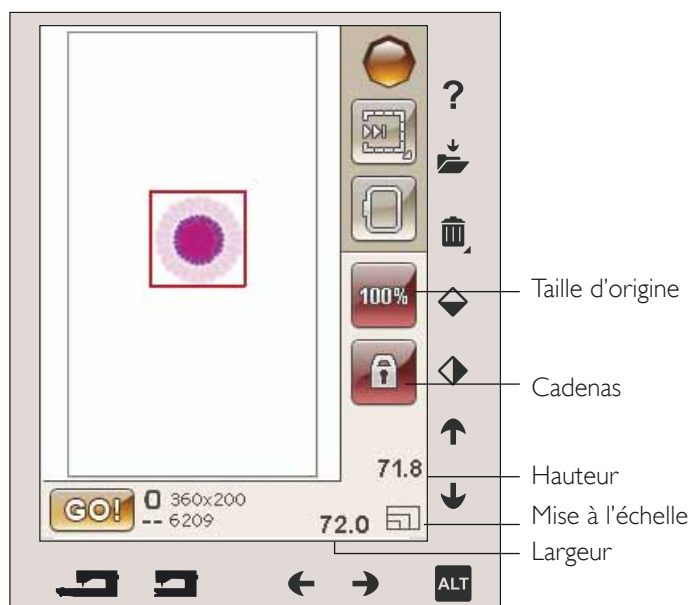 ?
100%
Taille d'origine
Cadenas
71.8
Hauteur
GO! 360x200
-- 6209
72.0
Mise à l'échelle
Largeur
ALT